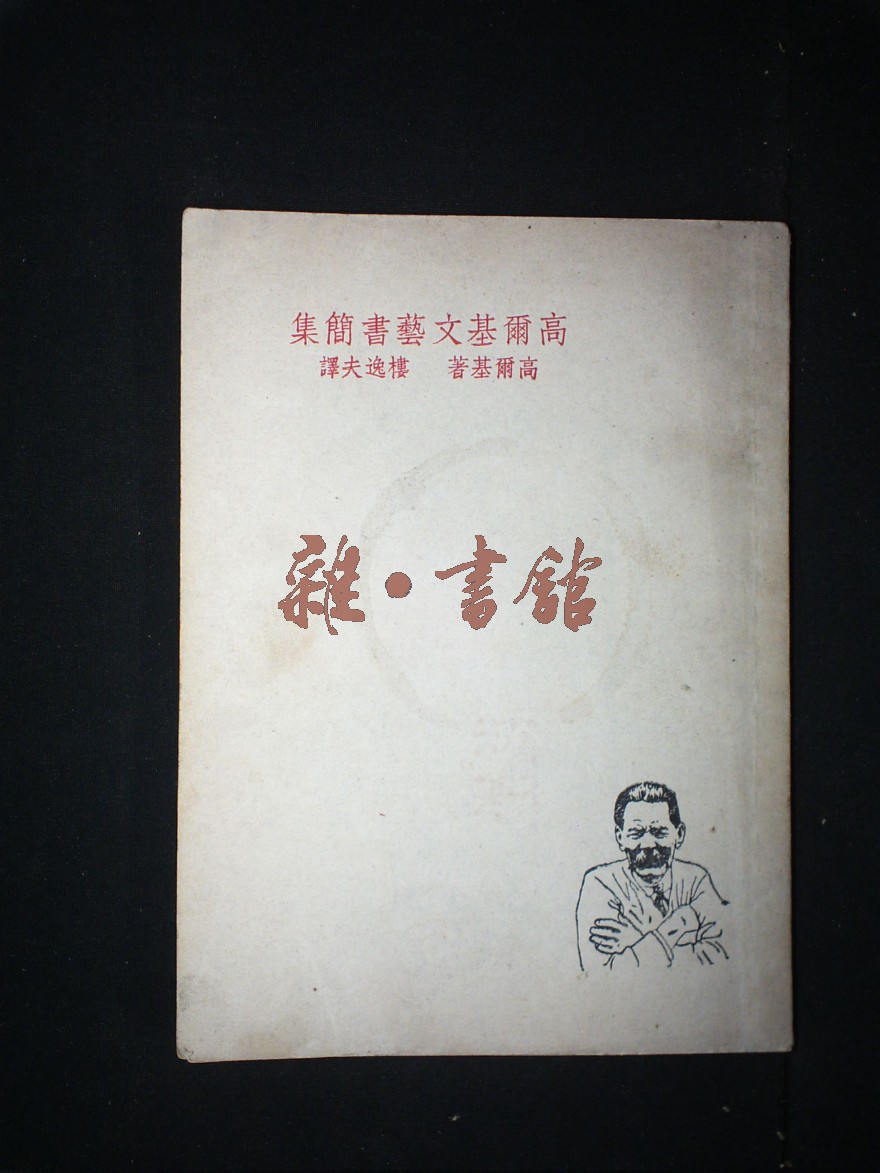 高爾基文藝書簡集
高爾基著 樓逸夫譯
雜·書館